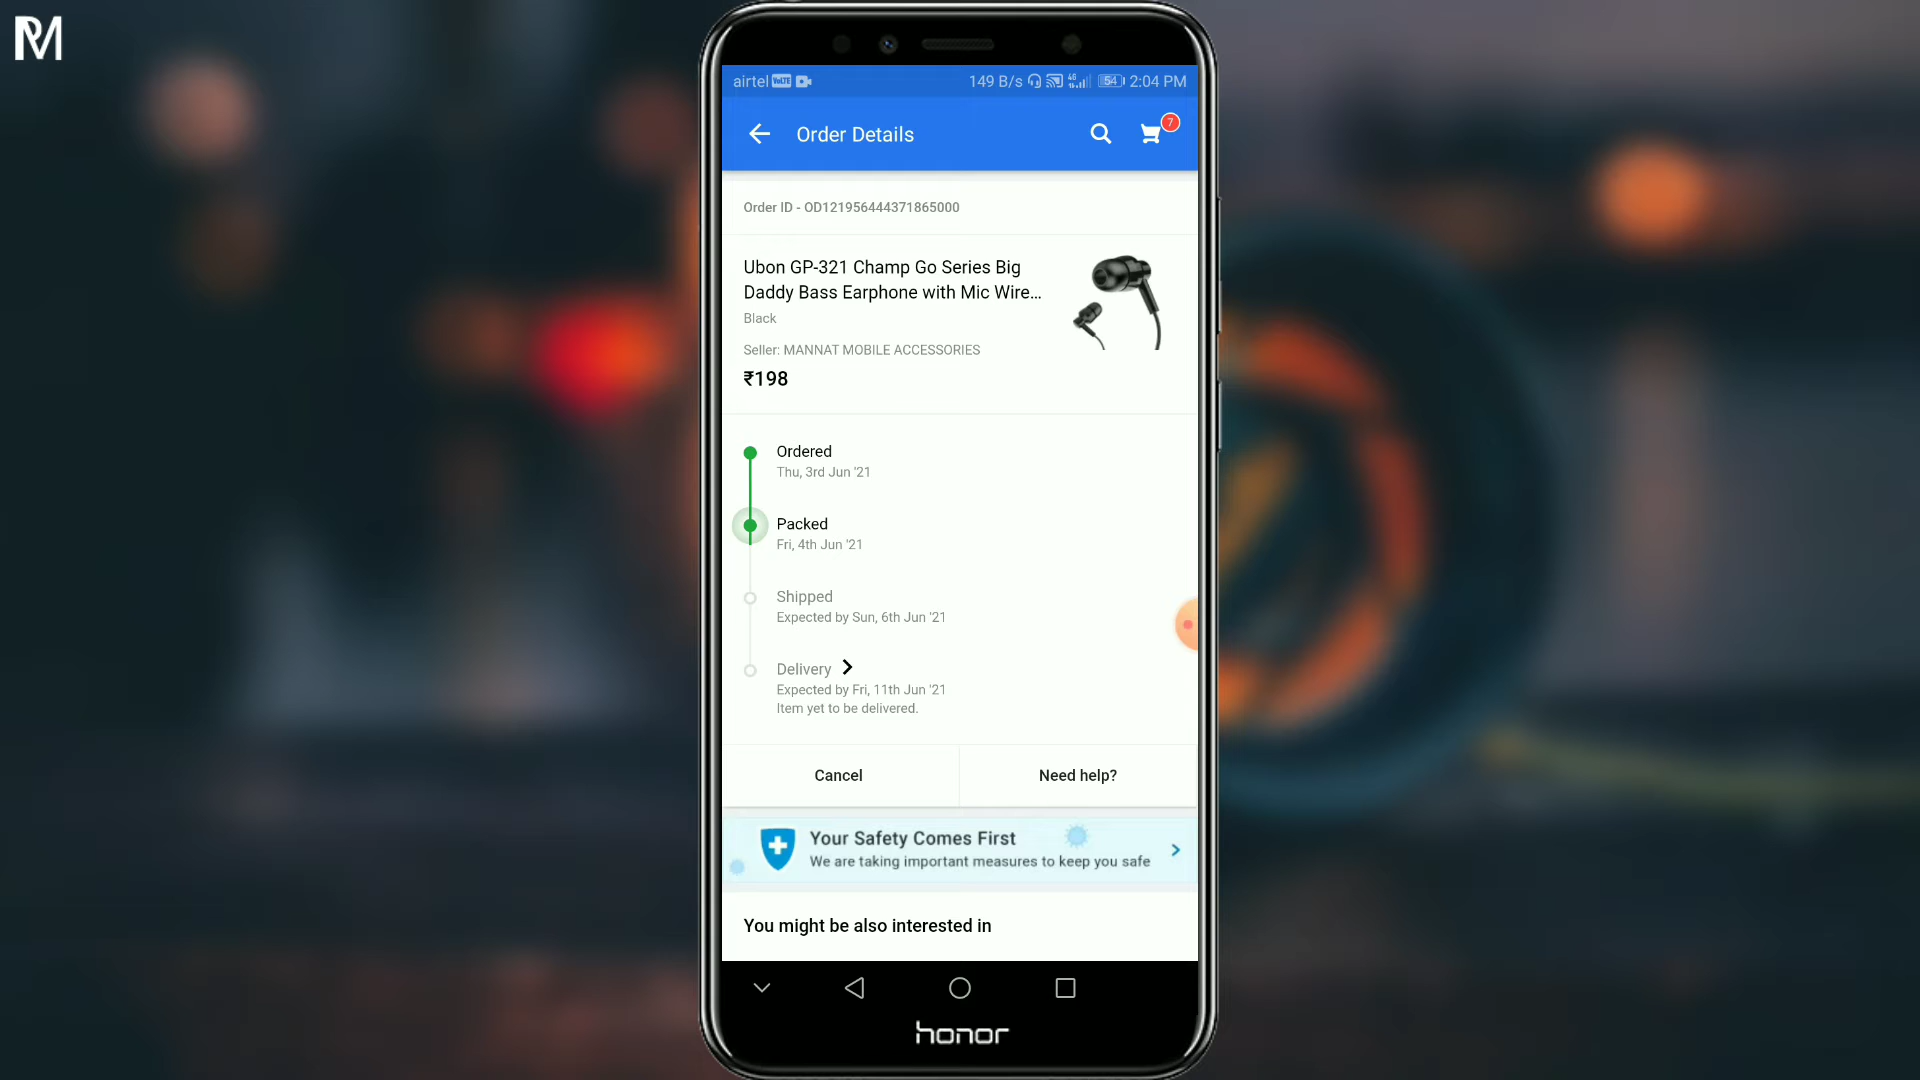 RM
airtel VoLTE 149 B/s 4G 54 2:04 PM
Order Details 7
Order ID - OD121956444371865000
Ubon GP-321 Champ Go Series Big
Daddy Bass Earphone with Mic Wire...
Black
Seller: MANNAT MOBILE ACCESSORIES
₹198
Ordered
Thu, 3rd Jun '21
Packed
Fri, 4th Jun '21
Shipped
Expected by Sun, 6th Jun '21
Delivery
Expected by Fri, 11th Jun '21
Item yet to be delivered.
Cancel Need help?
Your Safety Comes First
We are taking important measures to keep you safe
You might be also interested in
honor